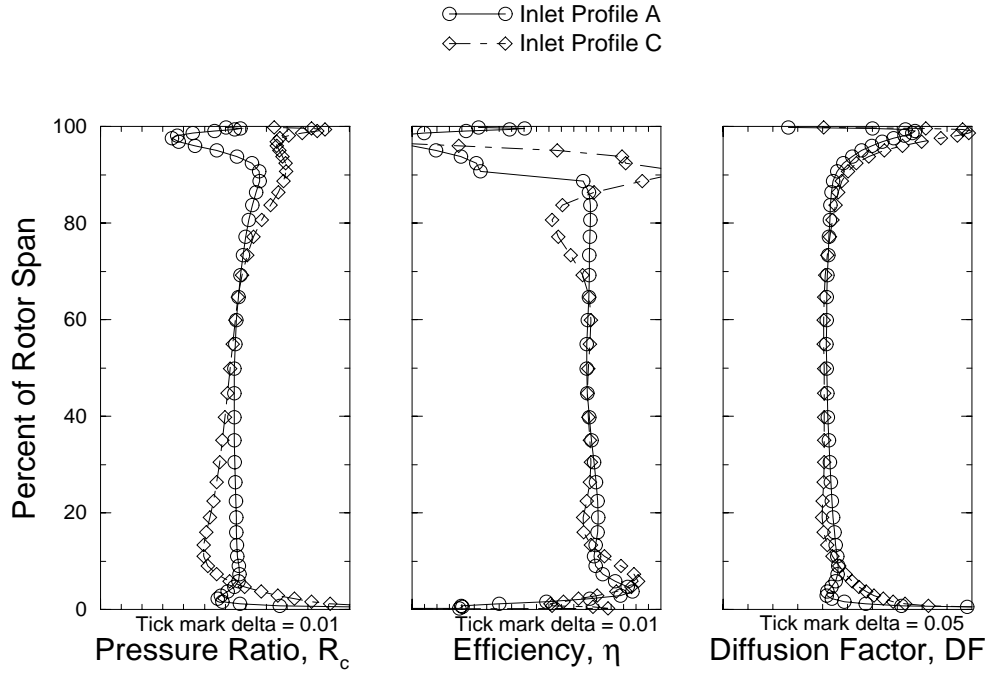 Inlet Profile A
Inlet Profile C
Percent of Rotor Span
100
80
60
40
20
0
Tick mark delta = 0.01
Tick mark delta = 0.01
Tick mark delta = 0.05
Pressure Ratio, Rc
Efficiency, η
Diffusion Factor, DF